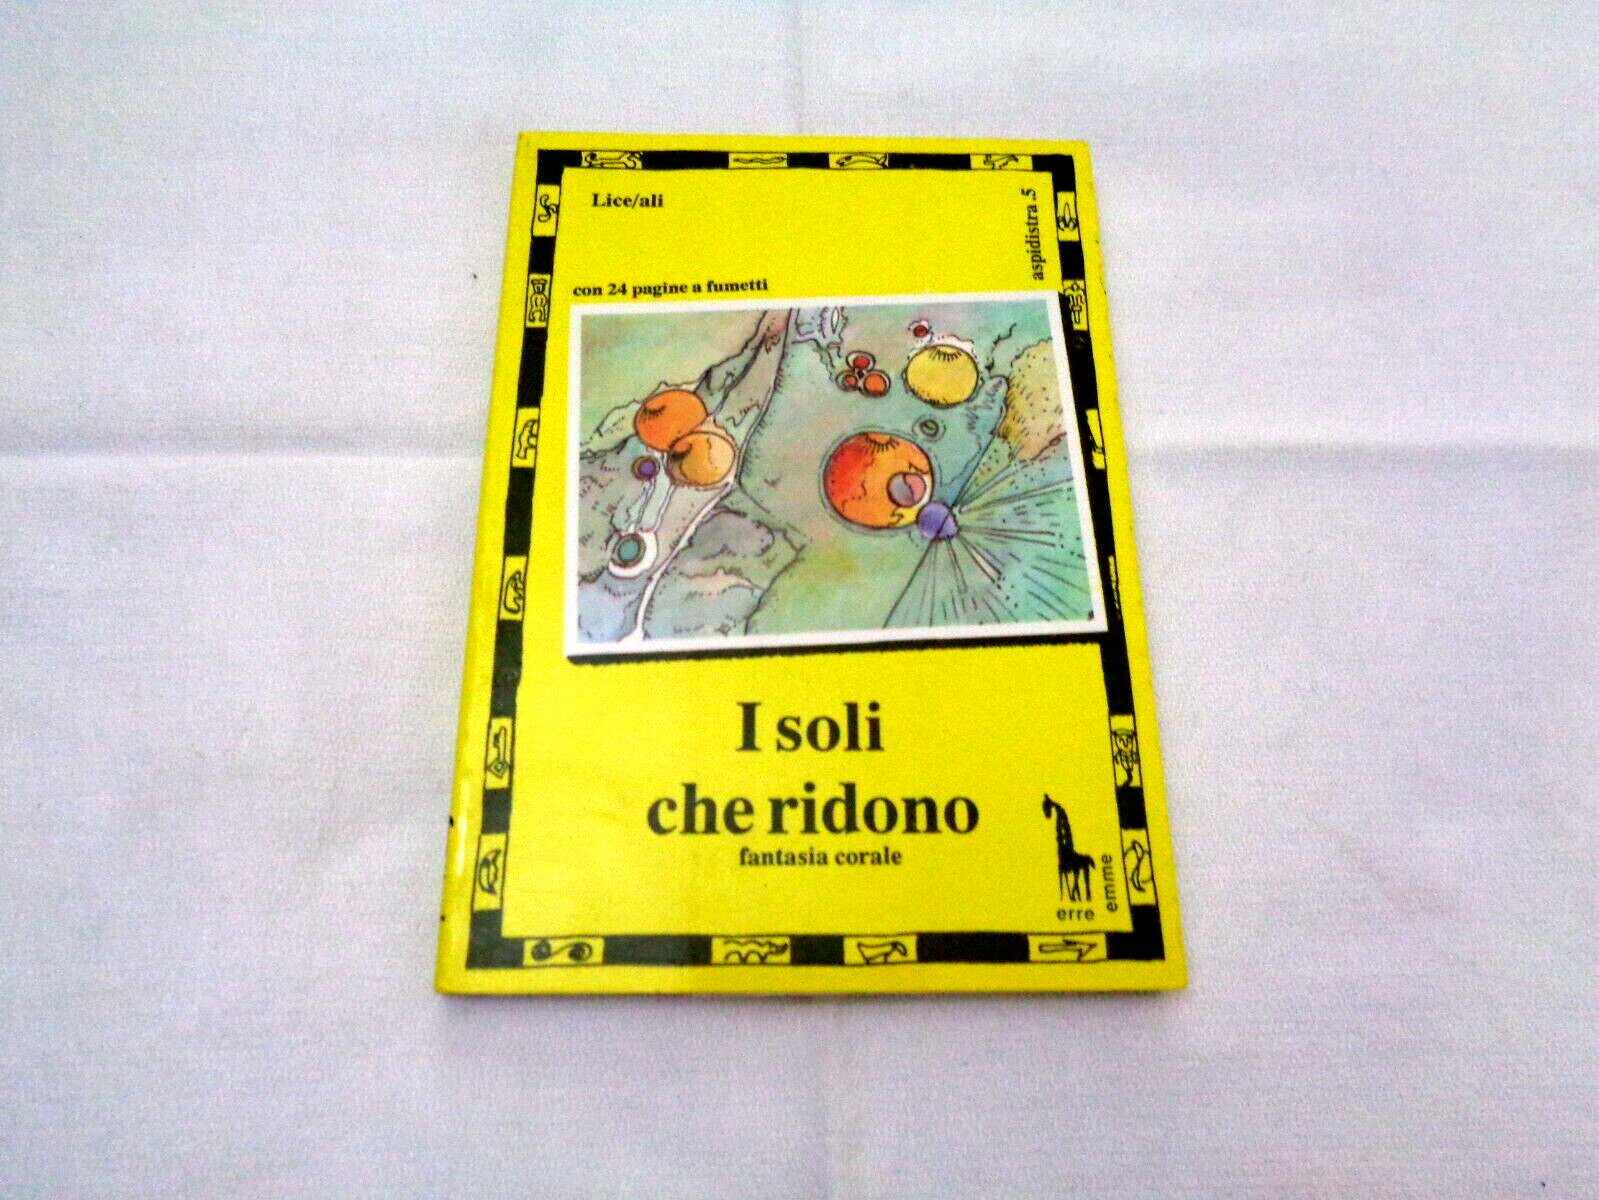 Lice/ali
aspidistra .5
con 24 pagine a fumetti
I soli
che ridono
fantasia corale
erre
emme